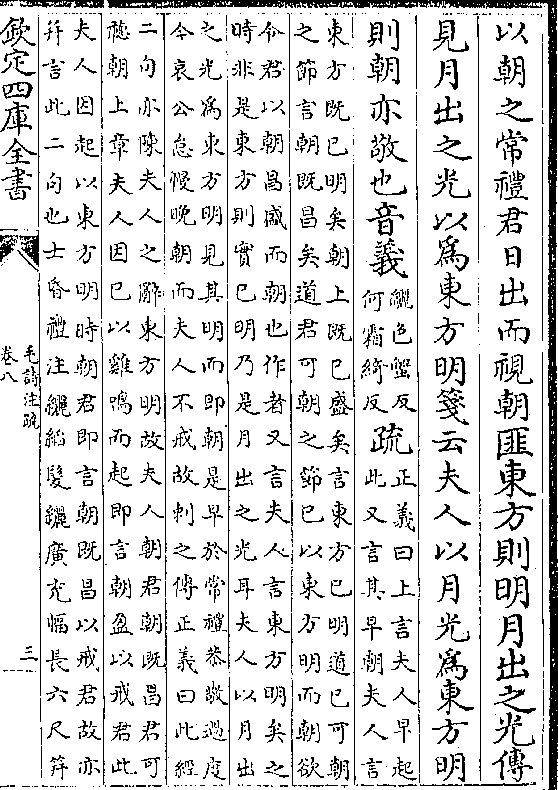 以朝之常禮君日出而視朝匪東方則明月出之光傳
見月出之光以爲東方明箋云夫人以月光爲東方明
則朝亦敬也音義纚色蟹反何霜綺反疏正義曰上言夫人早起此又言其早朝夫人言
東方既已明矣朝上既已盛矣言東方已明道已可朝
之節言朝既昌矣道君可朝之節已以東方明而朝欲
令君以朝昌盛而朝也作者又言夫人言東方明矣之
時非是東方則實已明乃是月出之光耳夫人以月出
之光爲東方明見其明而即朝是早於常禮恭敬過度
今哀公怠慢晚朝而夫人不戒故刺之傳正義曰此經
二句亦陳夫人之辭東方明故夫人朝君朝既昌君可
聽朝上章夫人因已以雞鳴而起即言朝盈以戒君此
夫人因起以東方明時朝君即言朝既昌以戒君故亦
幷言此二句也士昏禮注纚縚髮纚廣充幅長六尺笄
欽定四庫全書
毛詩注疏
卷八
三